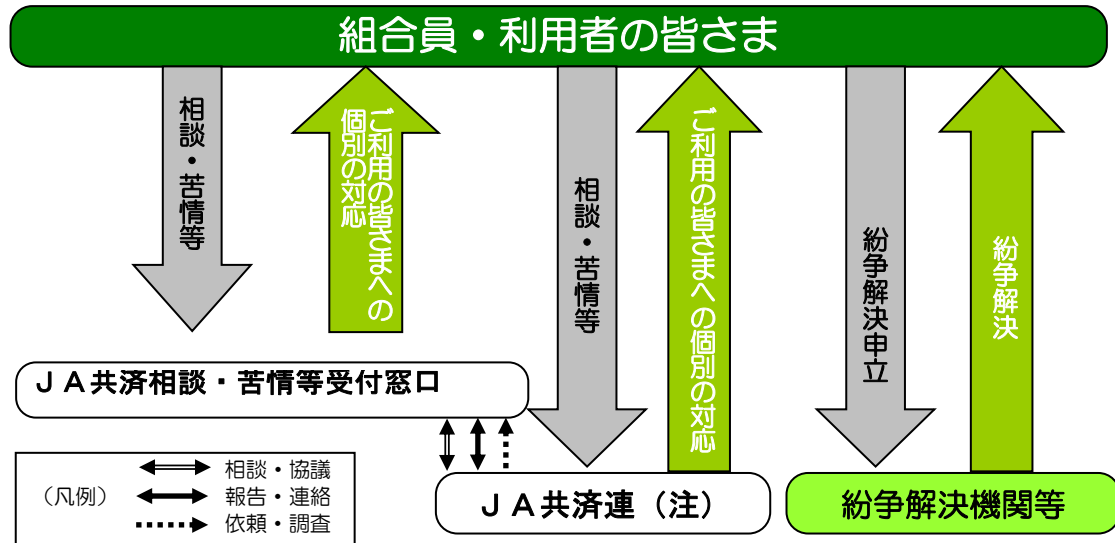 組合員・利用者の皆さま
相談・苦情等
ご利用の皆さまへの
個別の対応
相談・苦情等
ご利用の皆さまへの個別の対応
紛争解決申立
紛争解決
ＪＡ共済相談・苦情等受付窓口
（凡例）
相談・協議
報告・連絡
依頼・調査
ＪＡ共済連（注）
紛争解決機関等